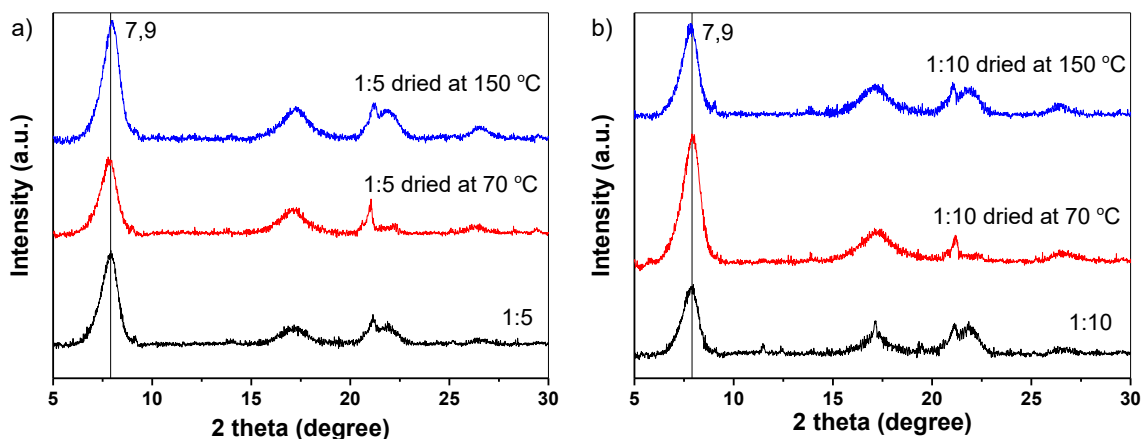 a)
7,9
1:5 dried at 150 °C
1:5 dried at 70 °C
1:5
Intensity (a.u.)
5 10 15 20 25 30
2 theta (degree)
b)
7,9
1:10 dried at 150 °C
1:10 dried at 70 °C
1:10
Intensity (a.u.)
5 10 15 20 25 30
2 theta (degree)